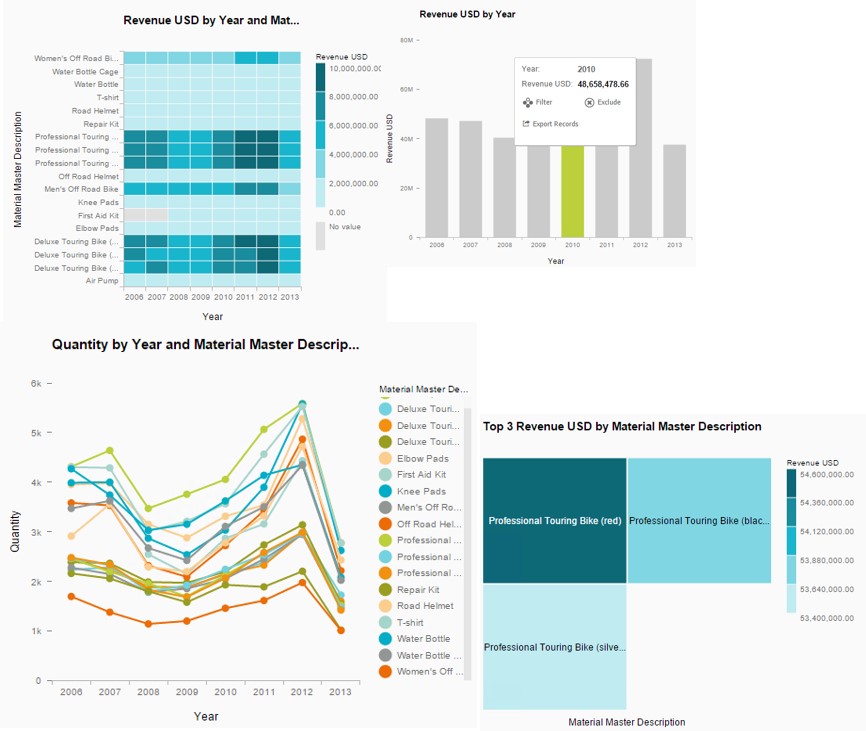 Revenue USD by Year and Mat...
Material Master Description
Women's Off Road Bi...
Water Bottle Cage
Water Bottle
T-shirt
Road Helmet
Repair Kit
Professional Touring ...
Professional Touring ...
Professional Touring ...
Off Road Helmet
Men's Off Road Bike
Knee Pads
First Aid Kit
Elbow Pads
Deluxe Touring Bike (...
Deluxe Touring Bike (...
Deluxe Touring Bike (...
Air Pump
2006 2007 2008 2009 2010 2011 2012 2013
Year
Revenue USD
10,000,000.00
8,000,000.00
6,000,000.00
4,000,000.00
2,000,000.00
0.00
No value
Revenue USD by Year
Revenue USD
80M
60M
40M
20M
0
Year: 2010
Revenue USD: 48,658,478.66
Filter Exclude
Export Records
2006 2007 2008 2009 2010 2011 2012 2013
Year
Quantity by Year and Material Master Descrip...
Quantity
6k
5k
4k
3k
2k
1k
0
2006 2007 2008 2009 2010 2011 2012 2013
Year
Material Master De...
Deluxe Touri...
Deluxe Touri...
Deluxe Touri...
Elbow Pads
First Aid Kit
Knee Pads
Men's Off Ro...
Off Road Hel...
Professional ...
Professional ...
Professional ...
Repair Kit
Road Helmet
T-shirt
Water Bottle
Water Bottle ...
Women's Off ...
Top 3 Revenue USD by Material Master Description
Professional Touring Bike (red)
Professional Touring Bike (blac...
Professional Touring Bike (silve...
Material Master Description
Revenue USD
54,600,000.00
54,360,000.00
54,120,000.00
53,880,000.00
53,640,000.00
53,400,000.00